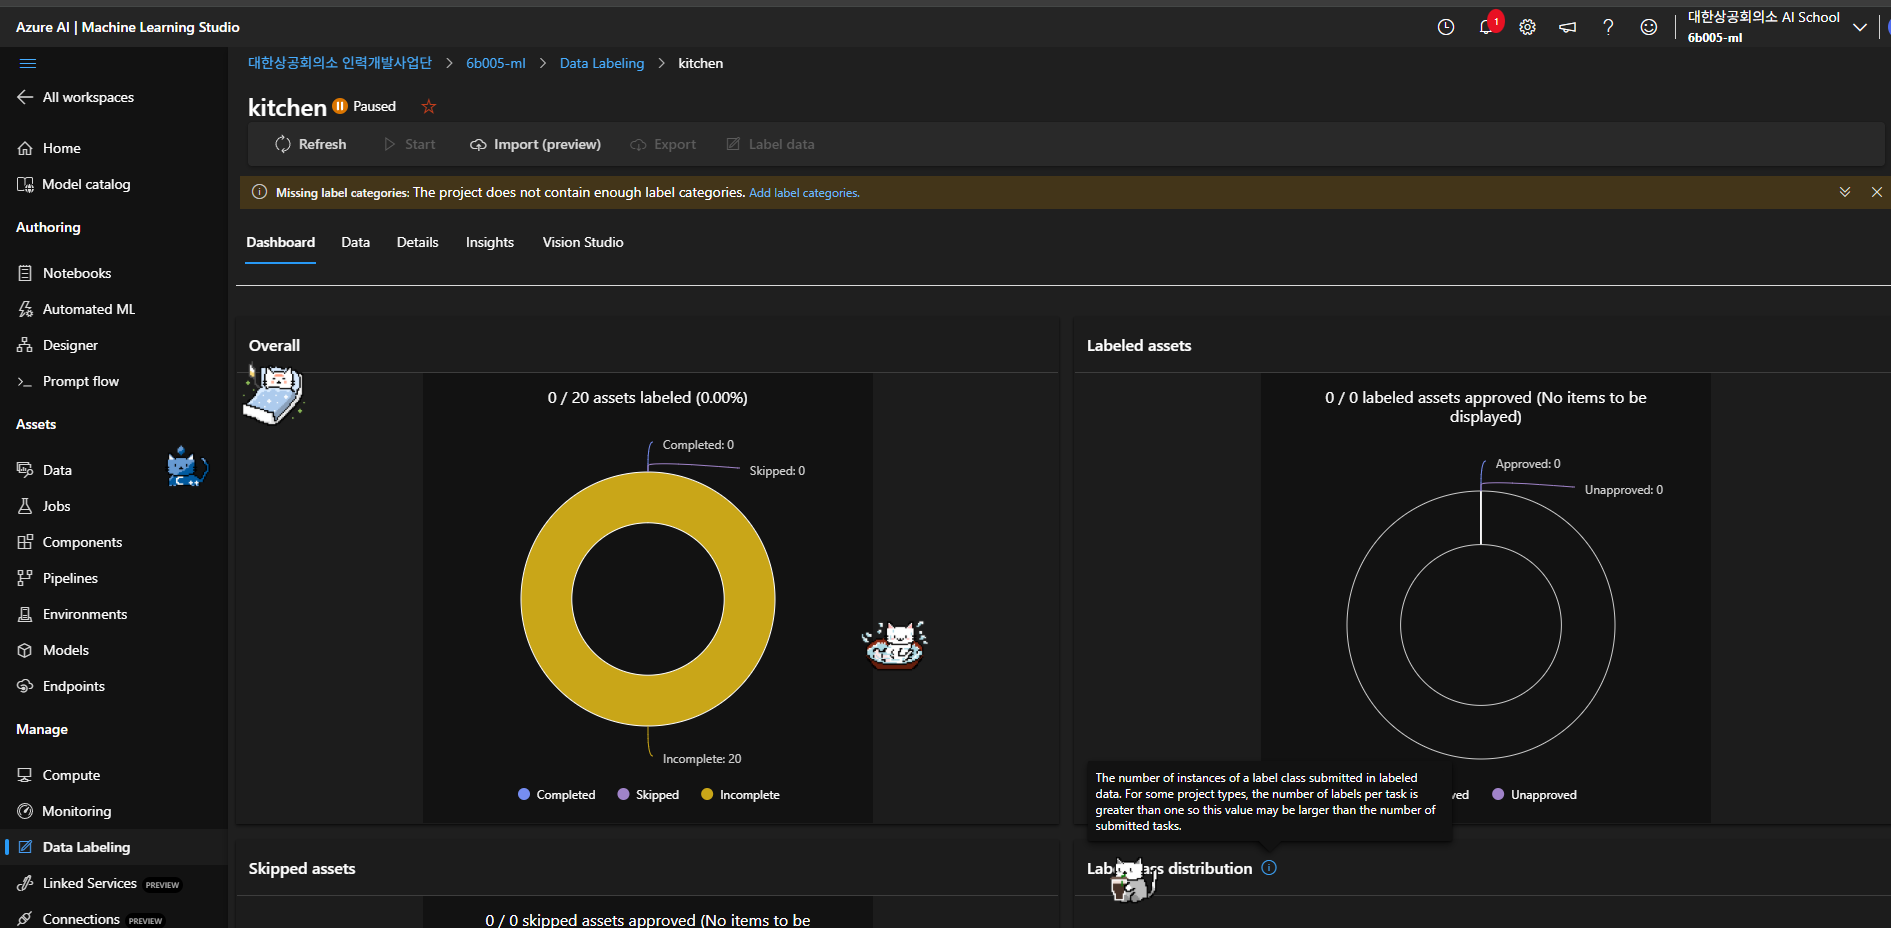 Azure AI | Machine Learning Studio
1
대한상공회의소 AI School
6b005-ml
All workspaces
Home
Model catalog
Authoring
Notebooks
Automated ML
Designer
Prompt flow
Assets
Data
Jobs
Components
Pipelines
Environments
Models
Endpoints
Manage
Compute
Monitoring
Data Labeling
Linked Services PREVIEW
Connections PREVIEW
대한상공회의소 인력개발사업단 > 6b005-ml > Data Labeling > kitchen
kitchen Paused
Refresh Start Import (preview) Export Label data
Missing label categories: The project does not contain enough label categories. Add label categories.
Dashboard Data Details Insights Vision Studio
Overall
0 / 20 assets labeled (0.00%)
Completed: 0
Skipped: 0
Incomplete: 20
Completed Skipped Incomplete
Labeled assets
0 / 0 labeled assets approved (No items to be
displayed)
Approved: 0
Unapproved: 0
Unapproved
The number of instances of a label class submitted in labeled
data. For some project types, the number of labels per task is
greater than one so this value may be larger than the number of
submitted tasks.
Skipped assets
0 / 0 skipped assets approved (No items to be
distribution